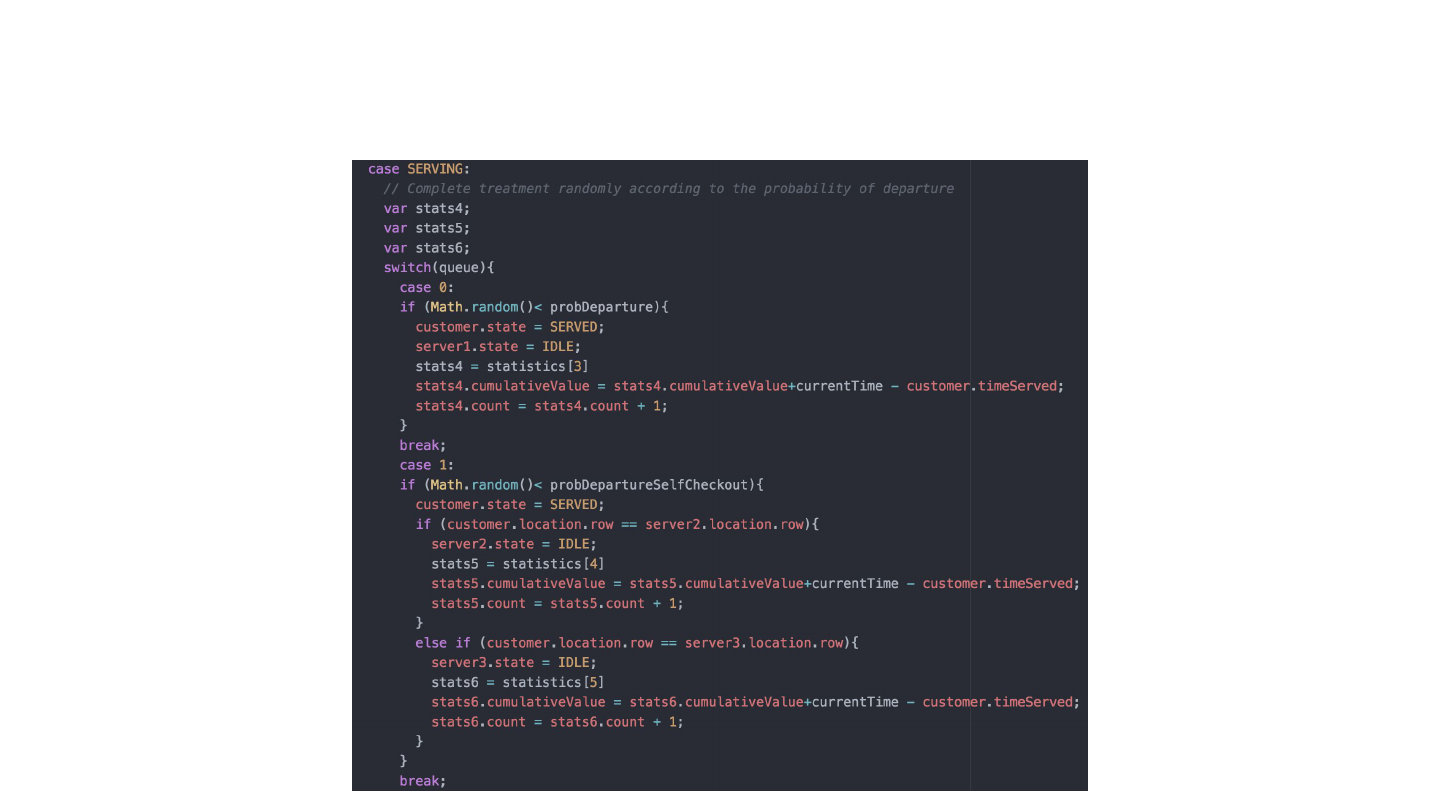 case SERVING:
// Complete treatment randomly according to the probability of departure
var stats4;
var stats5;
var stats6;
switch(queue){
case 0:
if (Math.random()< probDeparture){
customer.state = SERVED;
server1.state = IDLE;
stats4 = statistics[3]
stats4.cumulativeValue = stats4.cumulativeValue+currentTime - customer.timeServed;
stats4.count = stats4.count + 1;
}
break;
case 1:
if (Math.random()< probDepartureSelfCheckout){
customer.state = SERVED;
if (customer.location.row == server2.location.row){
server2.state = IDLE;
stats5 = statistics[4]
stats5.cumulativeValue = stats5.cumulativeValue+currentTime - customer.timeServed;
stats5.count = stats5.count + 1;
}
else if (customer.location.row == server3.location.row){
server3.state = IDLE;
stats6 = statistics[5]
stats6.cumulativeValue = stats6.cumulativeValue+currentTime - customer.timeServed;
stats6.count = stats6.count + 1;
}
}
break;